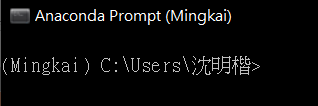 Anaconda Prompt (Mingkai)
(Mingkai) C:\Users\沈明楷>